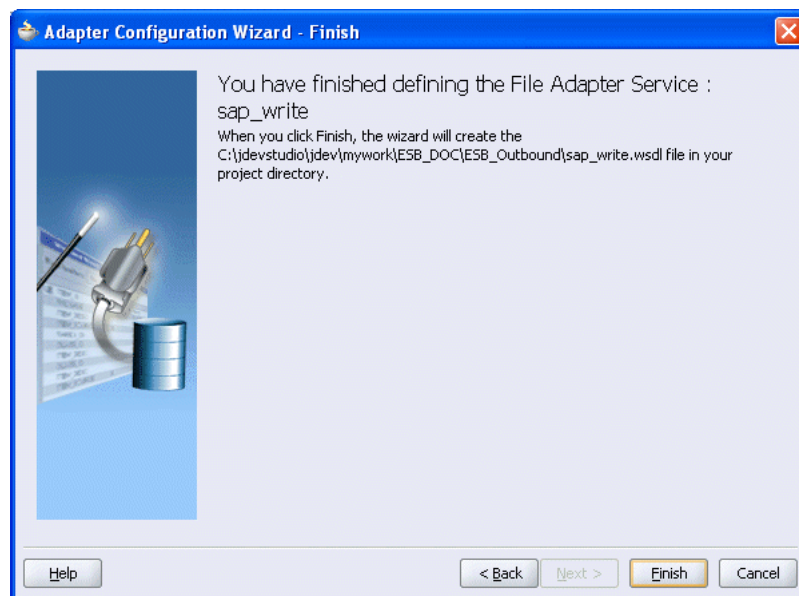 Adapter Configuration Wizard - Finish
You have finished defining the File Adapter Service :
sap_write
When you click Finish, the wizard will create the
C:\jdevstudio\jdev\mywork\ESB_DOC\ESB_Outbound\sap_write.wsdl file in your
project directory.
Help
< Back
Next >
Finish
Cancel